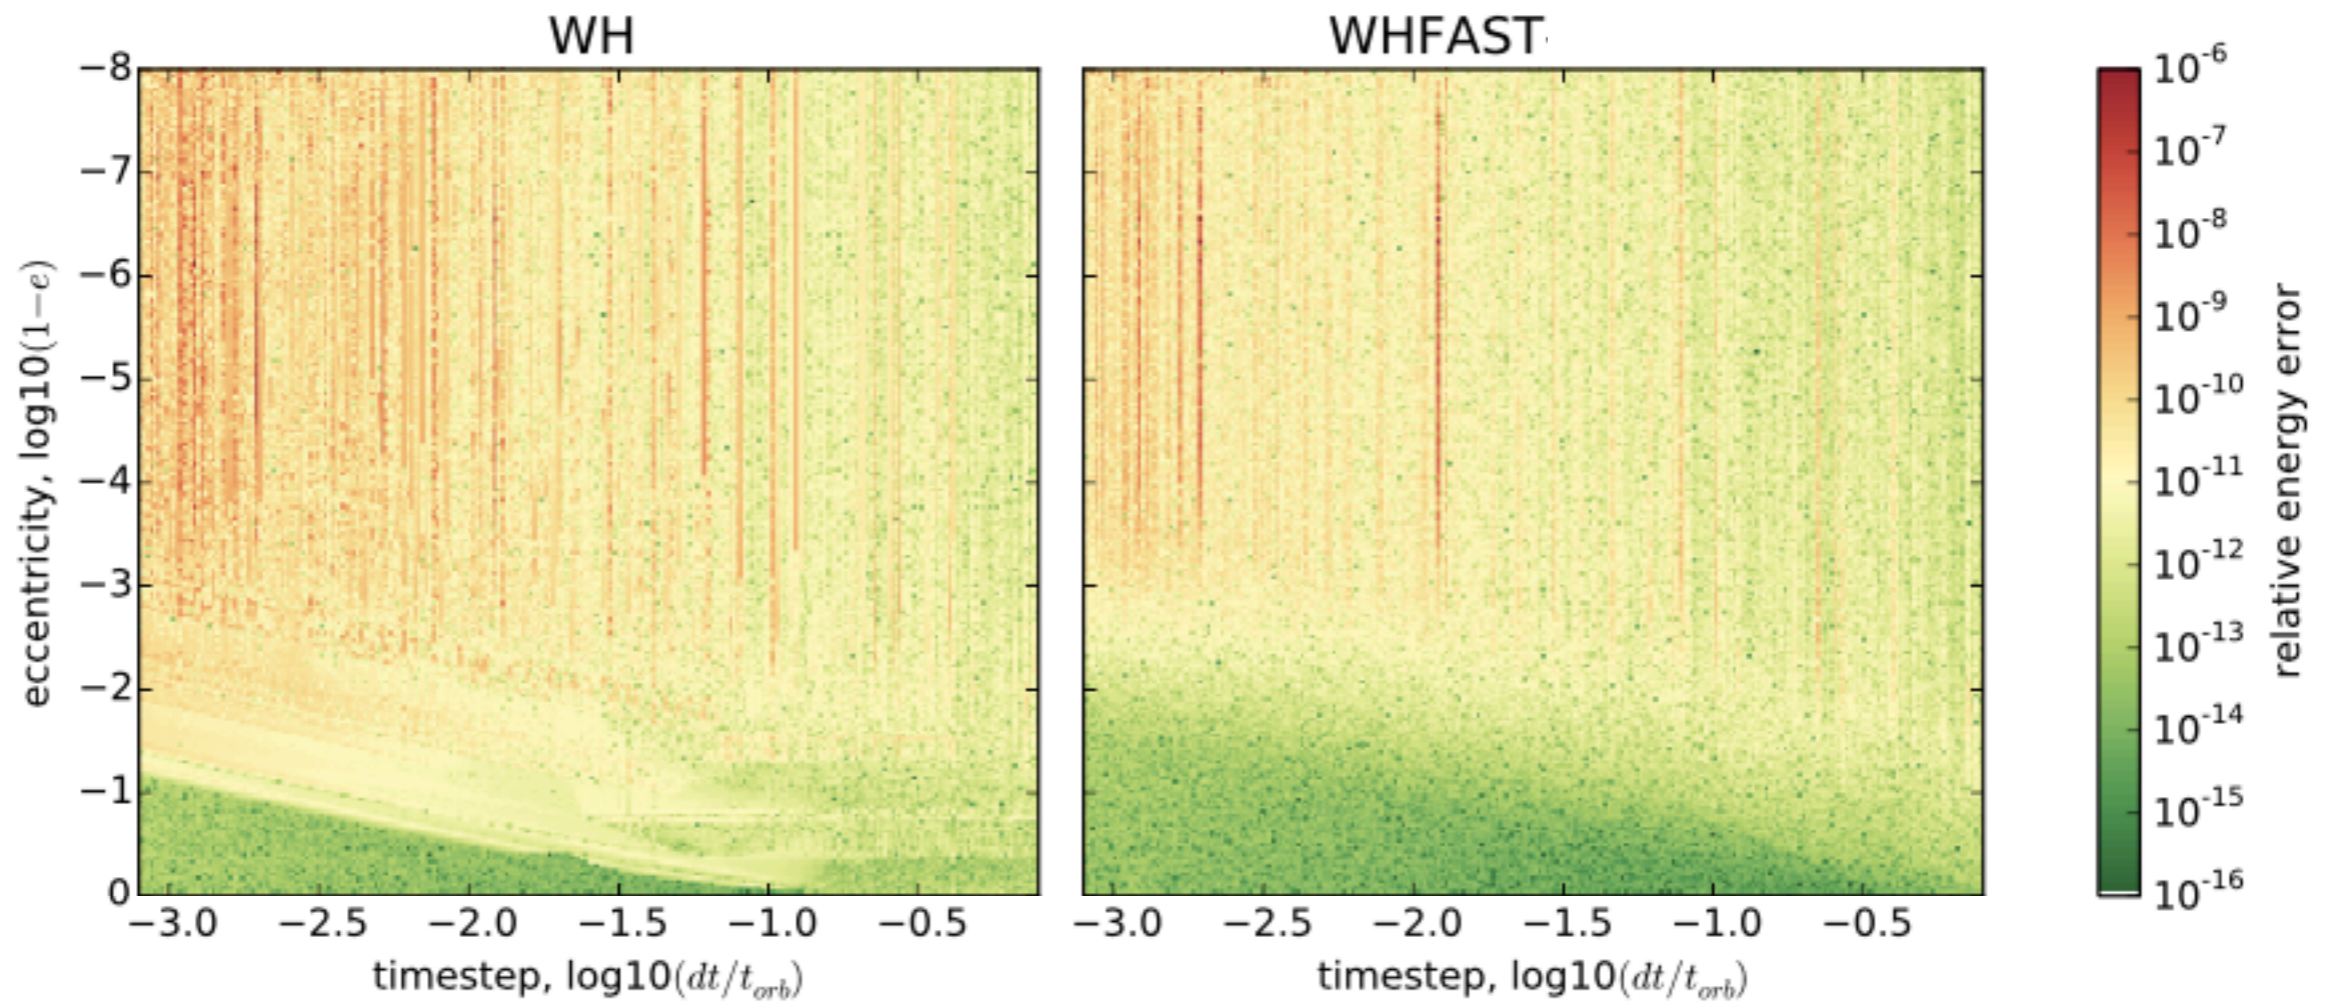 WH
WHFAST
−8
−7
−6
−5
−4
−3
−2
−1
0
eccentricity, log10(1−e)
−3.0 −2.5 −2.0 −1.5 −1.0 −0.5
timestep, log10(dt/t_orb)
−3.0 −2.5 −2.0 −1.5 −1.0 −0.5
timestep, log10(dt/t_orb)
10^-6
10^-7
10^-8
10^-9
10^-10
10^-11
10^-12
10^-13
10^-14
10^-15
10^-16
relative energy error